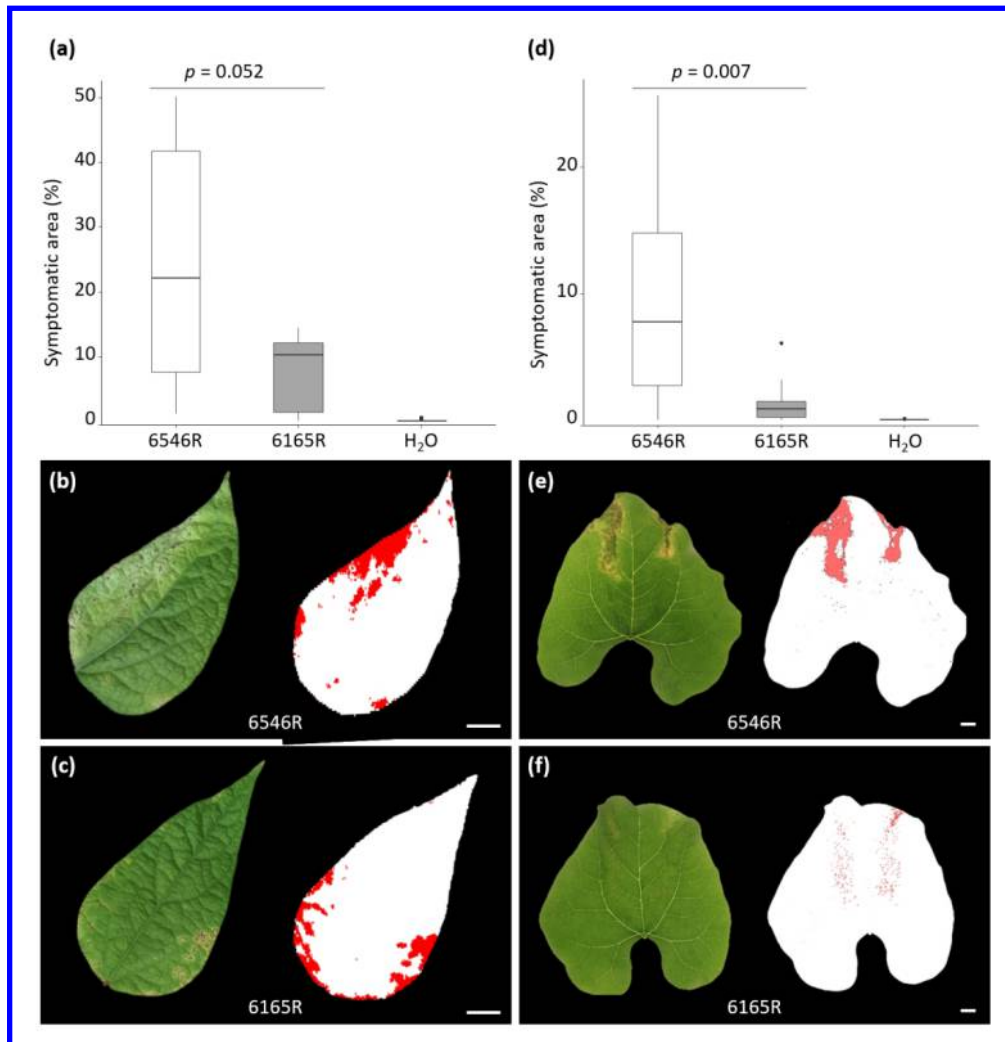 (a)
p = 0.052
50
40
30
20
10
0
Symptomatic area (%)
6546R 6165R H₂O
(d)
p = 0.007
20
10
0
Symptomatic area (%)
6546R 6165R H₂O
(b)
6546R
(e)
6546R
(c)
6165R
(f)
6165R